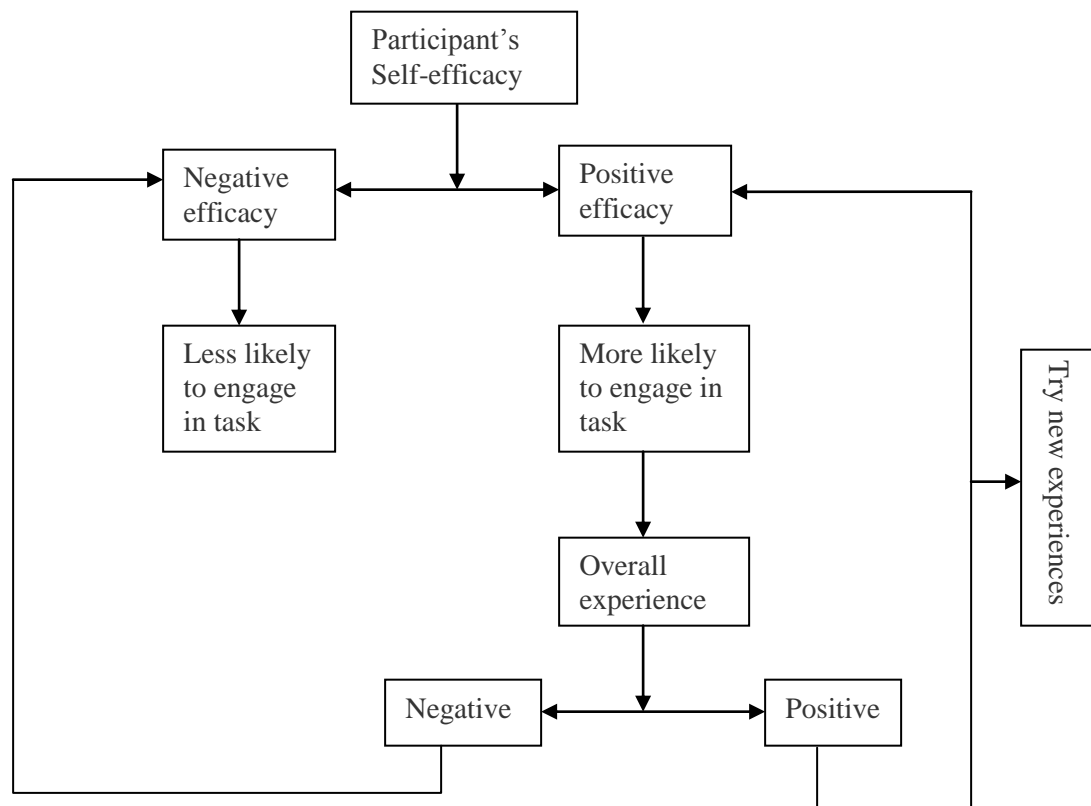 Participant’s
Self-efficacy
Negative
efficacy
Positive
efficacy
Less likely
to engage
in task
More likely
to engage in
task
Try new experiences
Overall
experience
Negative
Positive